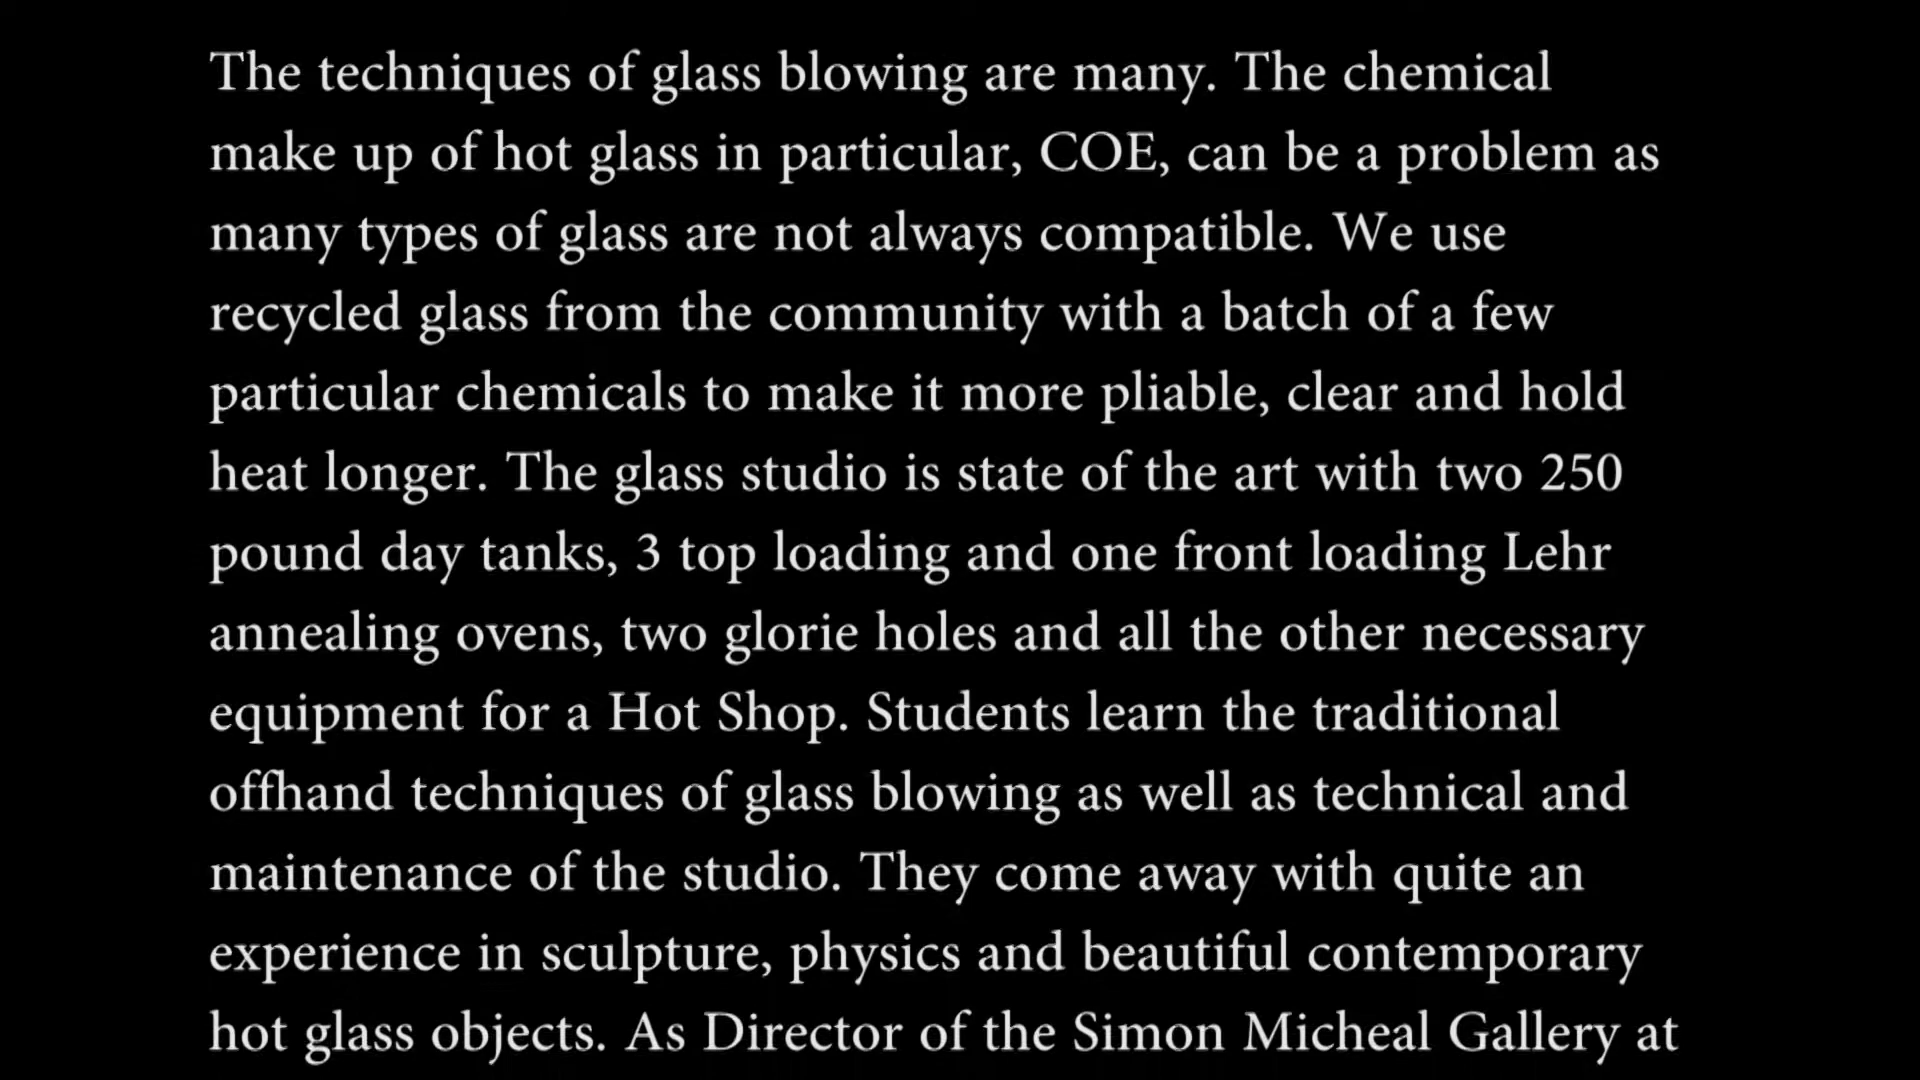 The techniques of glass blowing are many. The chemical
make up of hot glass in particular, COE, can be a problem as
many types of glass are not always compatible. We use
recycled glass from the community with a batch of a few
particular chemicals to make it more pliable, clear and hold
heat longer. The glass studio is state of the art with two 250
pound day tanks, 3 top loading and one front loading Lehr
annealing ovens, two glorie holes and all the other necessary
equipment for a Hot Shop. Students learn the traditional
offhand techniques of glass blowing as well as technical and
maintenance of the studio. They come away with quite an
experience in sculpture, physics and beautiful contemporary
hot glass objects. As Director of the Simon Micheal Gallery at